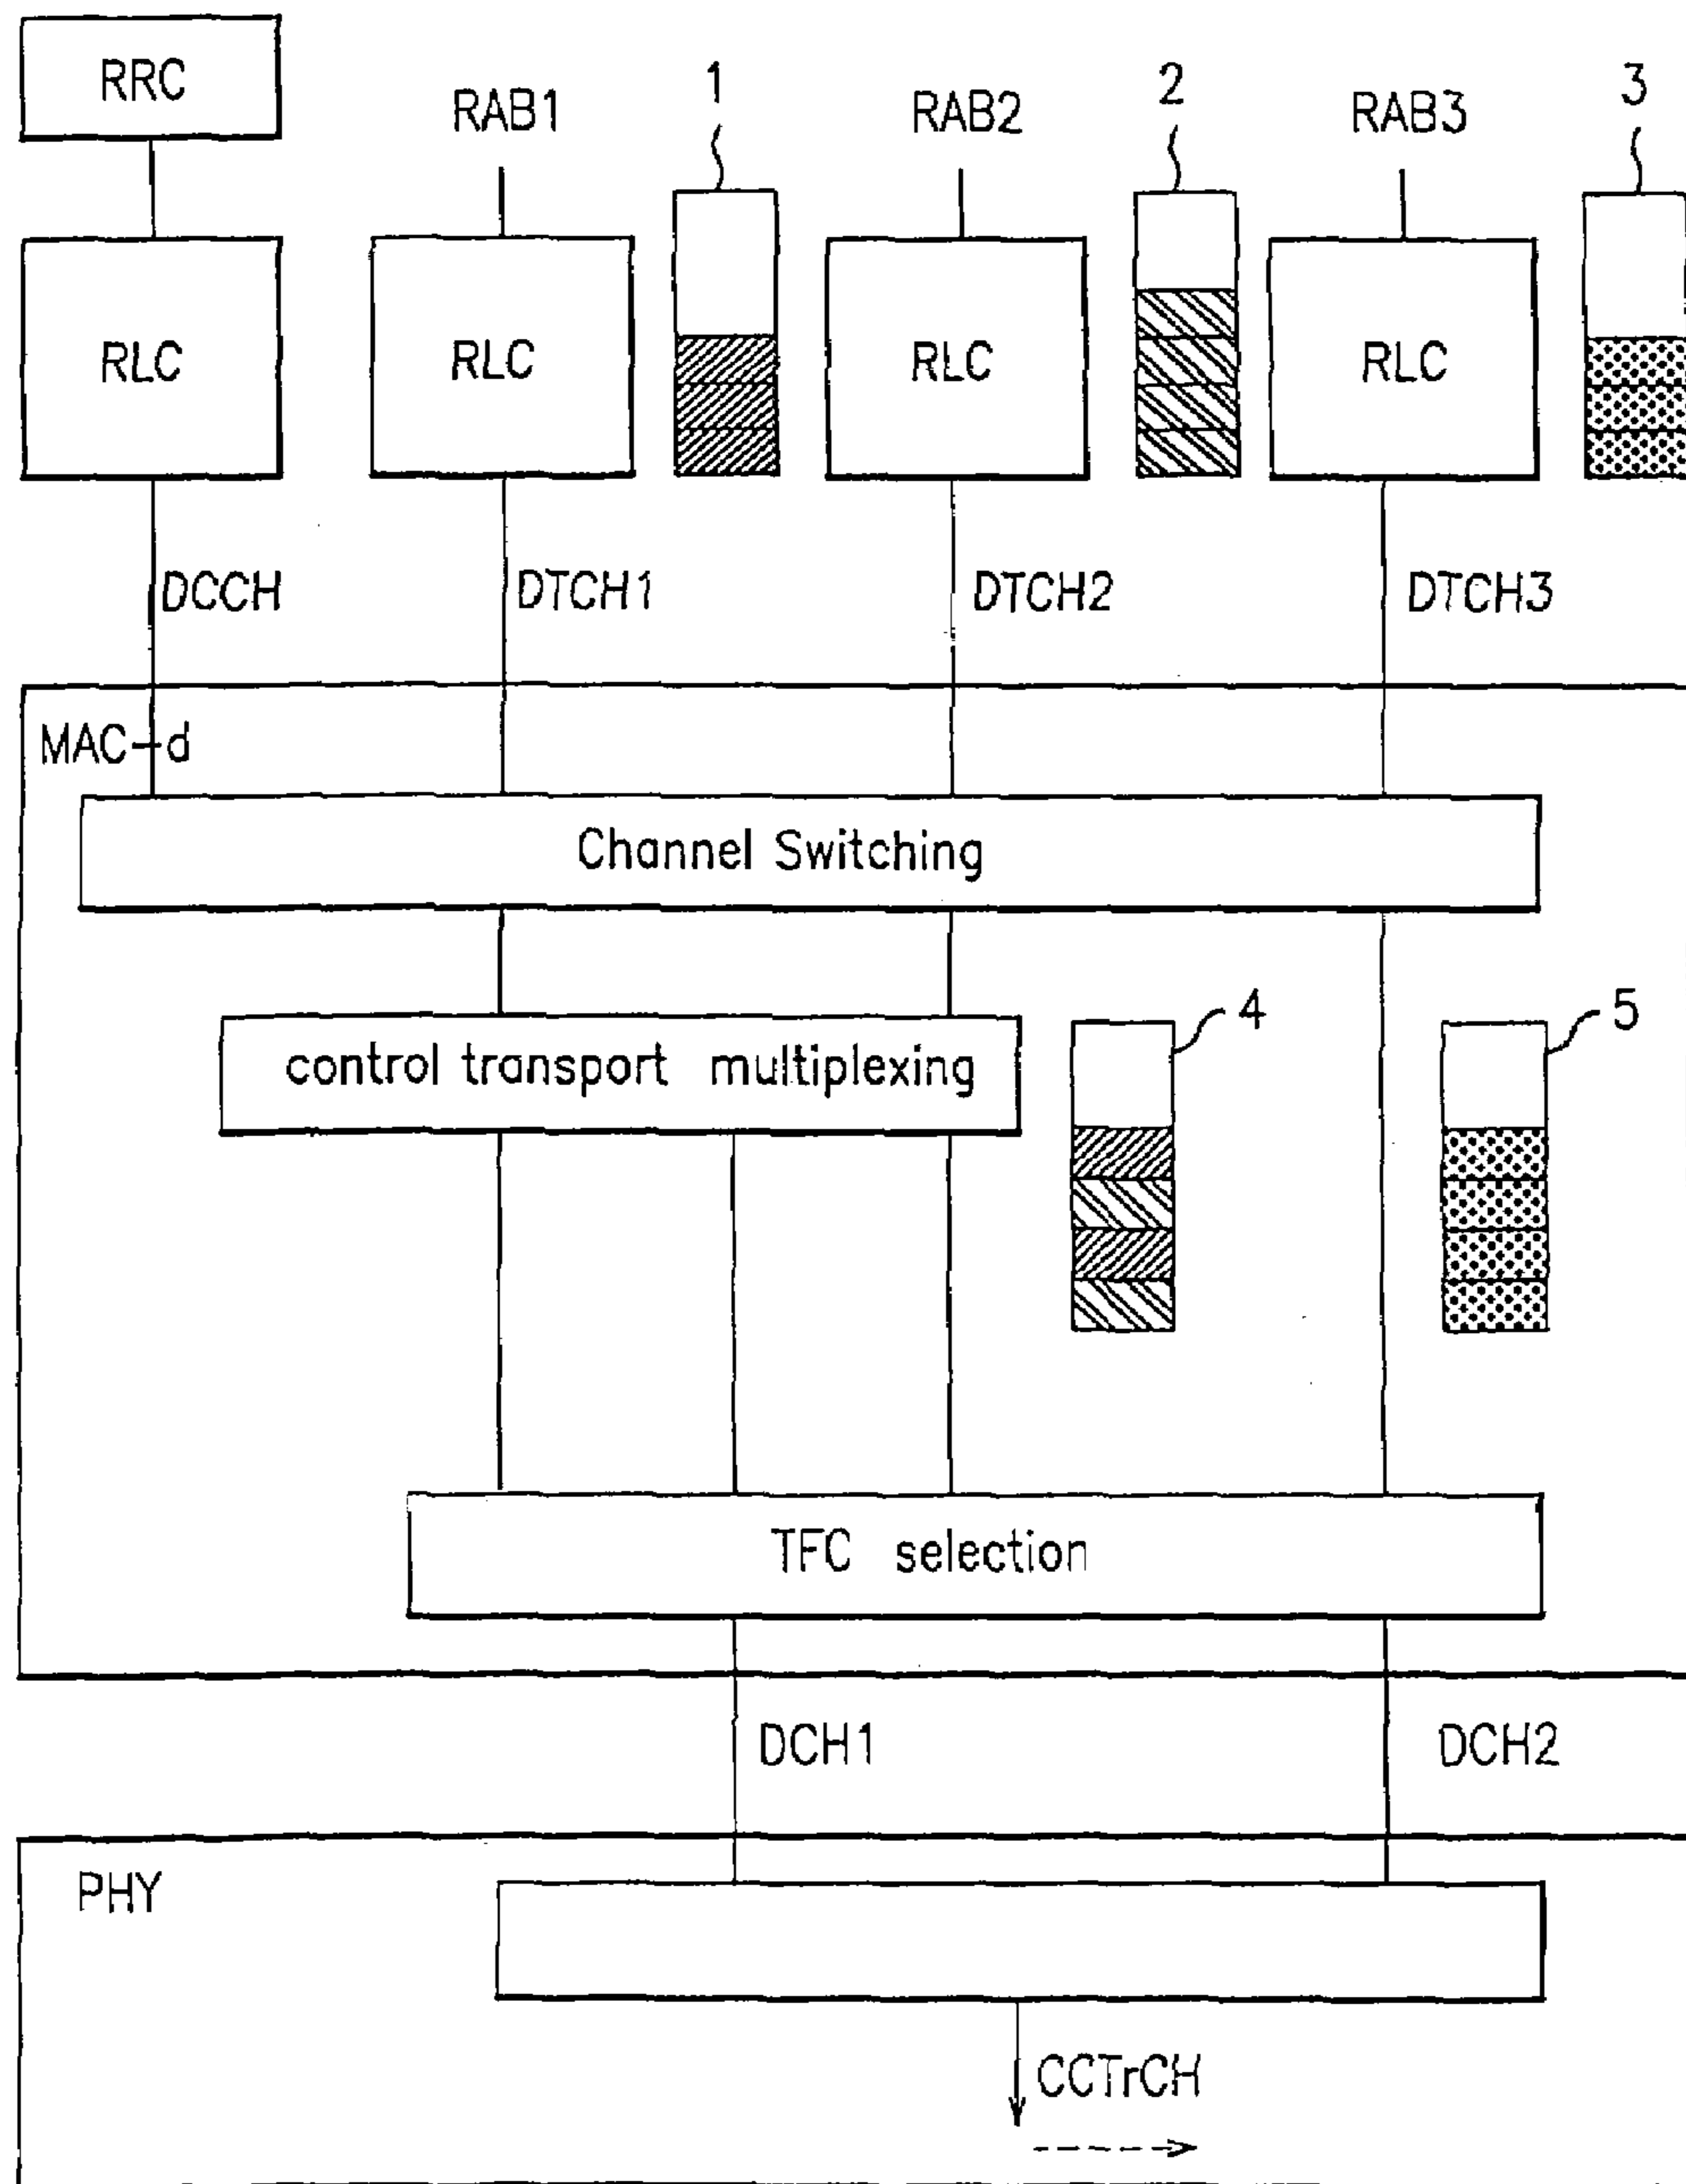 RRC
RAB1
1
RAB2
2
RAB3
3
RLC
RLC
RLC
RLC
DCCH
DTCH1
DTCH2
DTCH3
MAC-d
Channel Switching
control transport multiplexing
4
5
TFC selection
DCH1
DCH2
PHY
CCTrCH